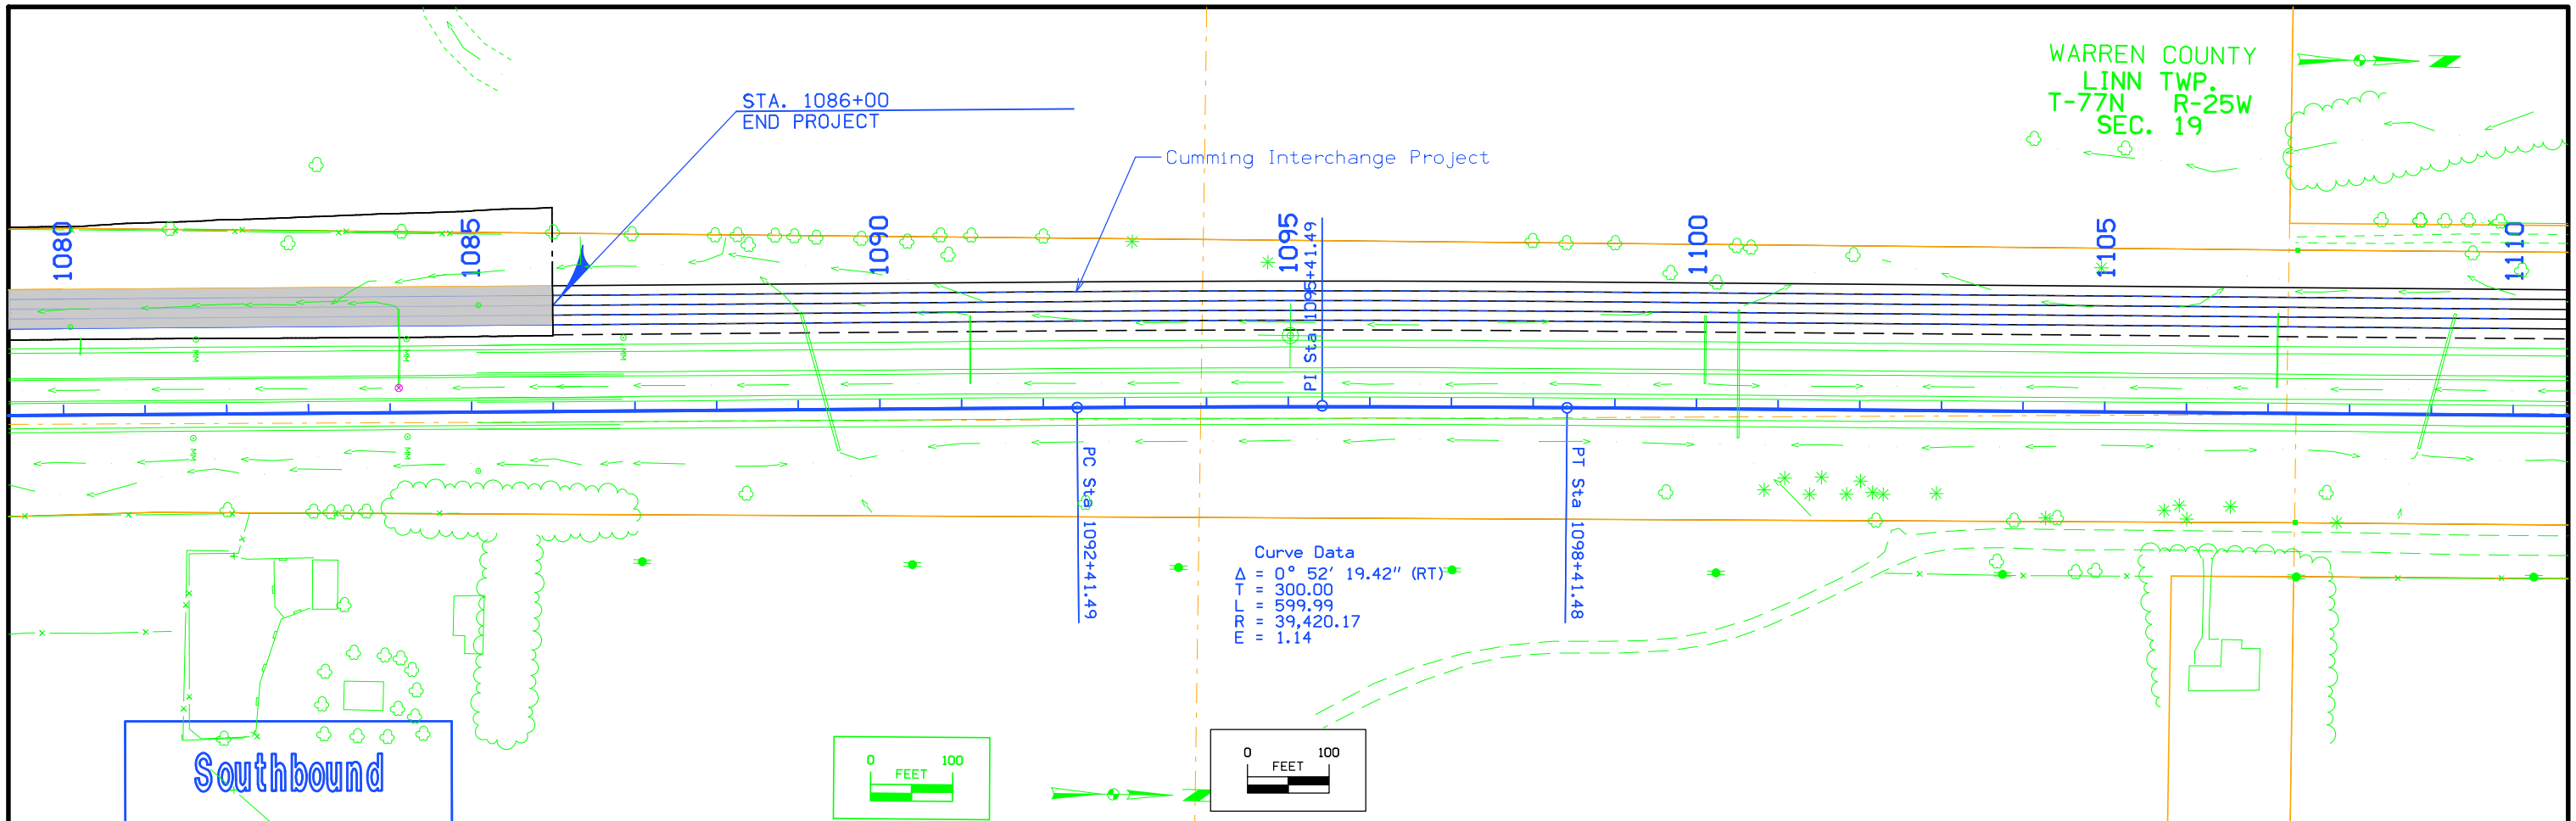 WARREN COUNTY
LINN TWP.
T-77N R-25W
SEC. 19
STA. 1086+00
END PROJECT
Cumming Interchange Project
1080
1085
1090
1095
PI Sta 1095+41.49
1100
1105
1110
PC Sta 1092+41.49
PT Sta 1098+41.48
Curve Data
Δ = 0° 52' 19.42" (RT)
T = 300.00
L = 599.99
R = 39,420.17
E = 1.14
Southbound
0 100
FEET
0 100
FEET